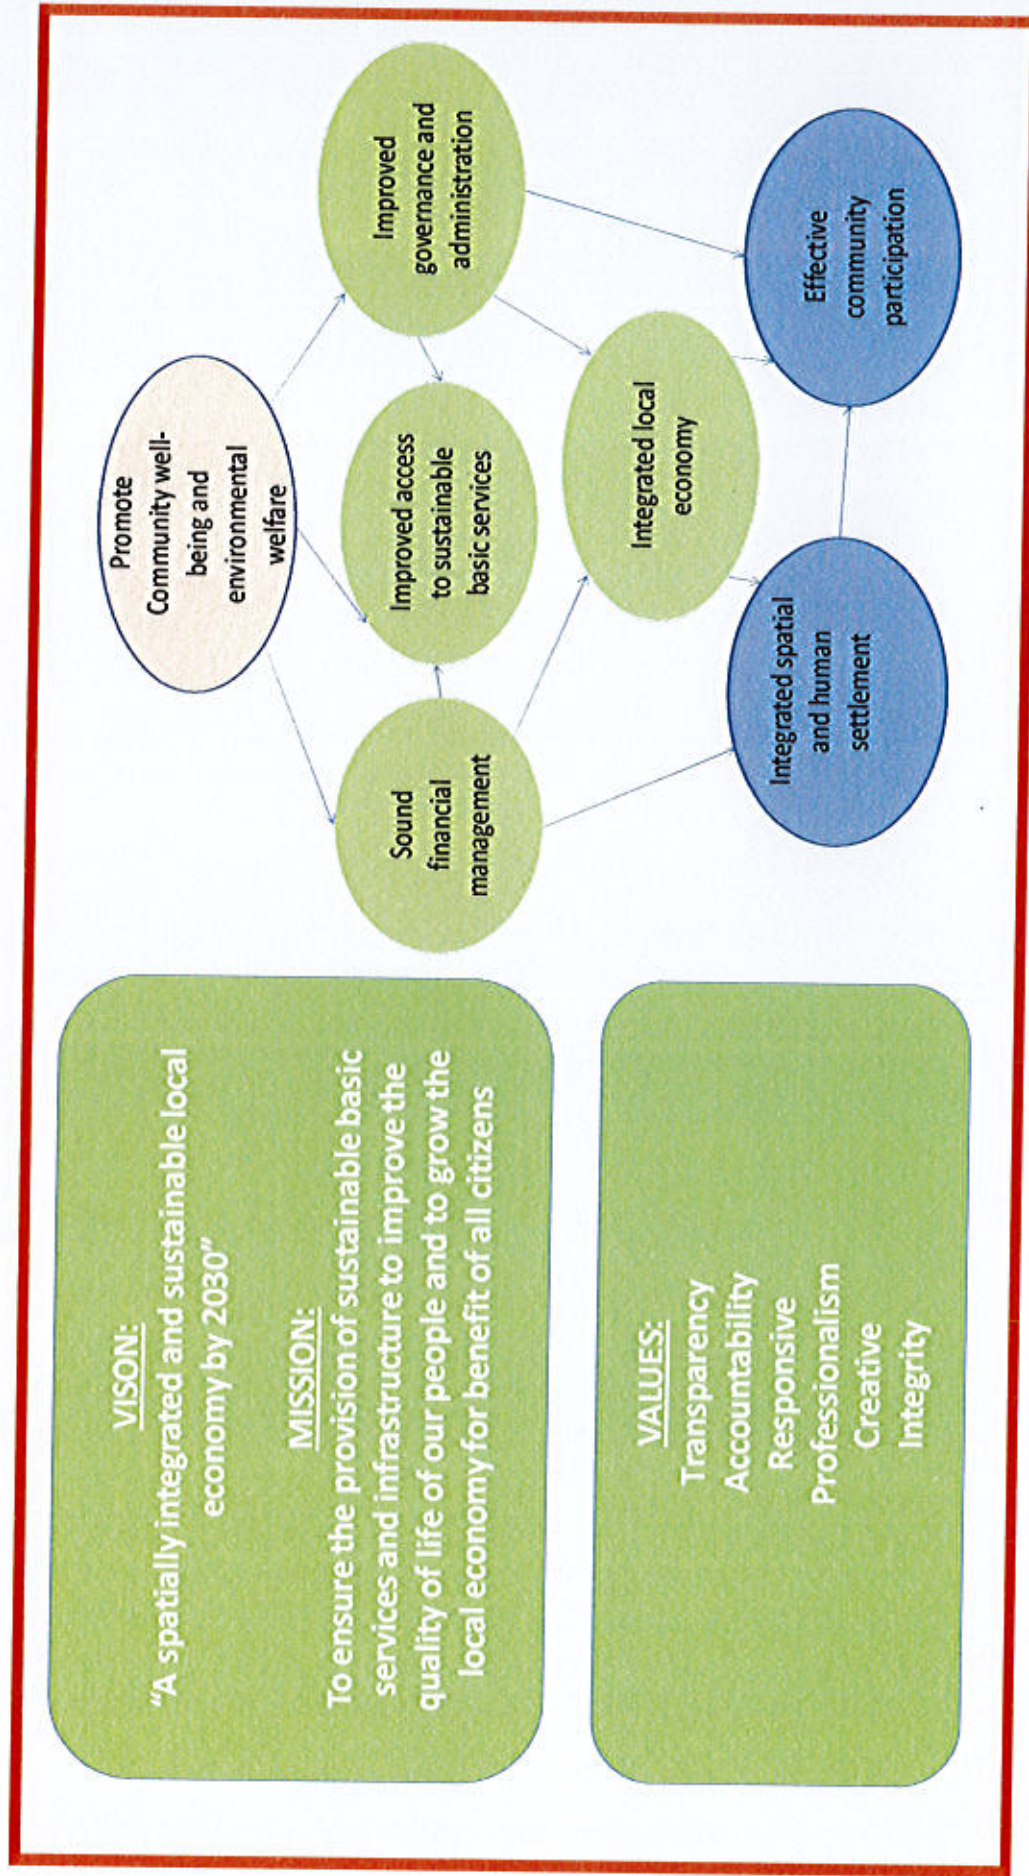 VISON:
"A spatially integrated and sustainable local
economy by 2030"
MISSION:
To ensure the provision of sustainable basic
services and infrastructure to improve the
quality of life of our people and to grow the
local economy for benefit of all citizens
VALUES:
Transparency
Accountability
Responsive
Professionalism
Creative
Integrity
Promote
Community well-
being and
environmental
welfare
Sound
financial
management
Improved access
to sustainable
basic services
Improved
governance and
administration
Integrated local
economy
Integrated spatial
and human
settlement
Effective
community
participation